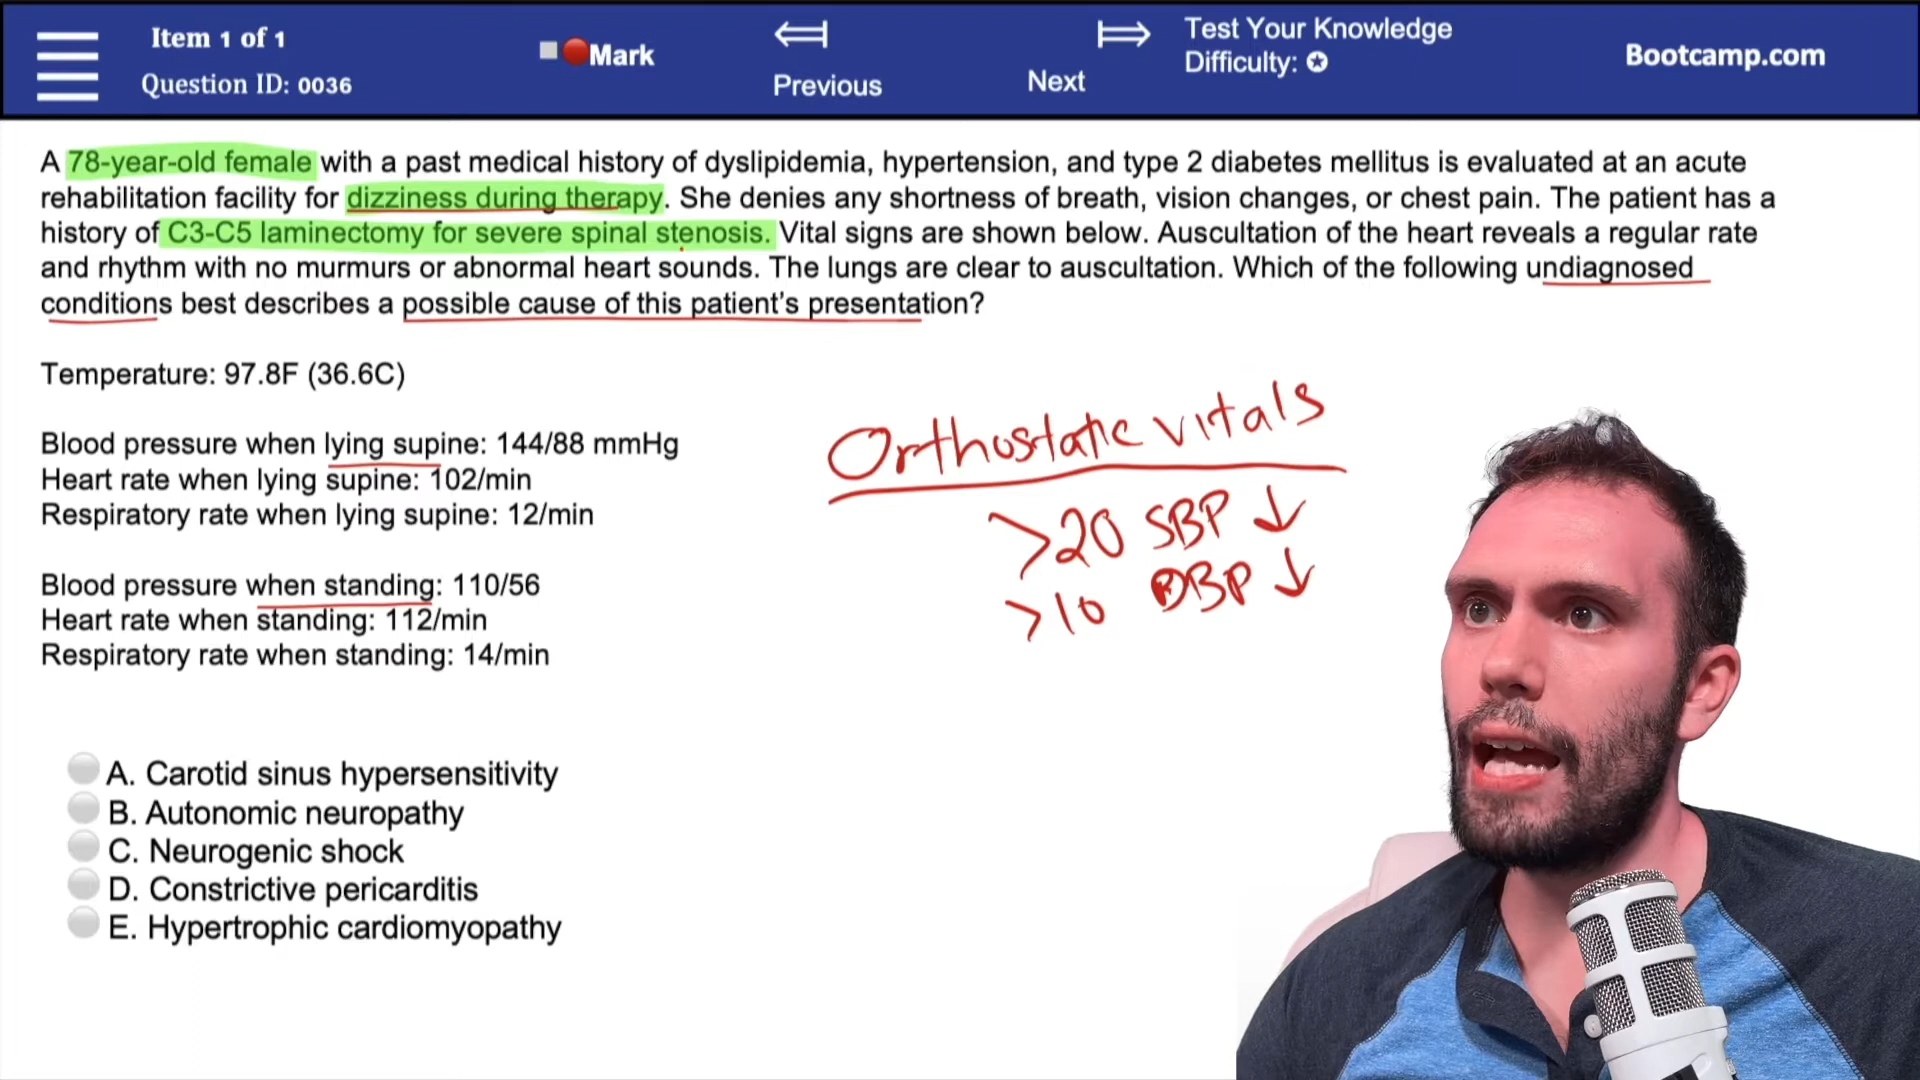 Item 1 of 1
Question ID: 0036
Mark
Previous
Next
Test Your Knowledge
Difficulty:
Bootcamp.com
A 78-year-old female with a past medical history of dyslipidemia, hypertension, and type 2 diabetes mellitus is evaluated at an acute
rehabilitation facility for dizziness during therapy. She denies any shortness of breath, vision changes, or chest pain. The patient has a
history of C3-C5 laminectomy for severe spinal stenosis. Vital signs are shown below. Auscultation of the heart reveals a regular rate
and rhythm with no murmurs or abnormal heart sounds. The lungs are clear to auscultation. Which of the following undiagnosed
conditions best describes a possible cause of this patient's presentation?
Temperature: 97.8F (36.6C)
Blood pressure when lying supine: 144/88 mmHg
Heart rate when lying supine: 102/min
Respiratory rate when lying supine: 12/min
Blood pressure when standing: 110/56
Heart rate when standing: 112/min
Respiratory rate when standing: 14/min
Orthostatic vitals
>20 SBP ↓
>10 DBP ↓
A. Carotid sinus hypersensitivity
B. Autonomic neuropathy
C. Neurogenic shock
D. Constrictive pericarditis
E. Hypertrophic cardiomyopathy